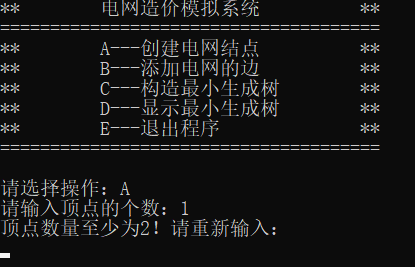 **        电网造价模拟系统          **
======================================
**        A---创建电网结点          **
**        B---添加电网的边          **
**        C---构造最小生成树        **
**        D---显示最小生成树        **
**        E---退出程序              **
======================================
请选择操作：A
请输入顶点的个数：1
顶点数量至少为2！请重新输入：